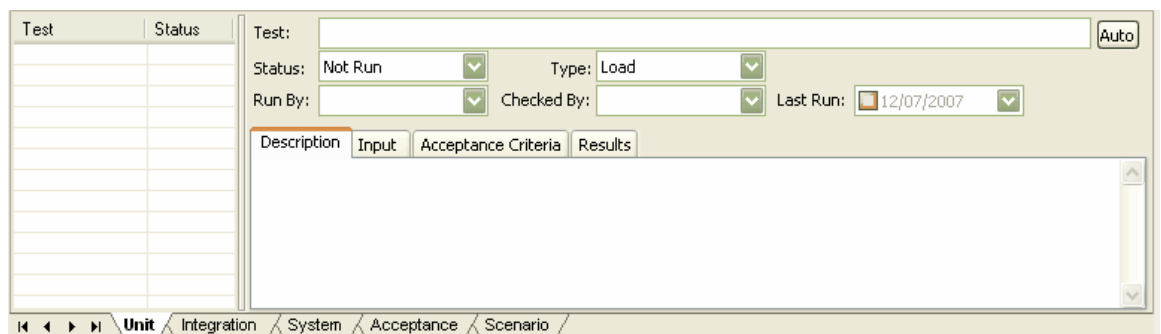 Test Status Test: Auto
Status: Not Run Type: Load
Run By: Checked By: Last Run: 12/07/2007
Description Input Acceptance Criteria Results
Unit Integration System Acceptance Scenario